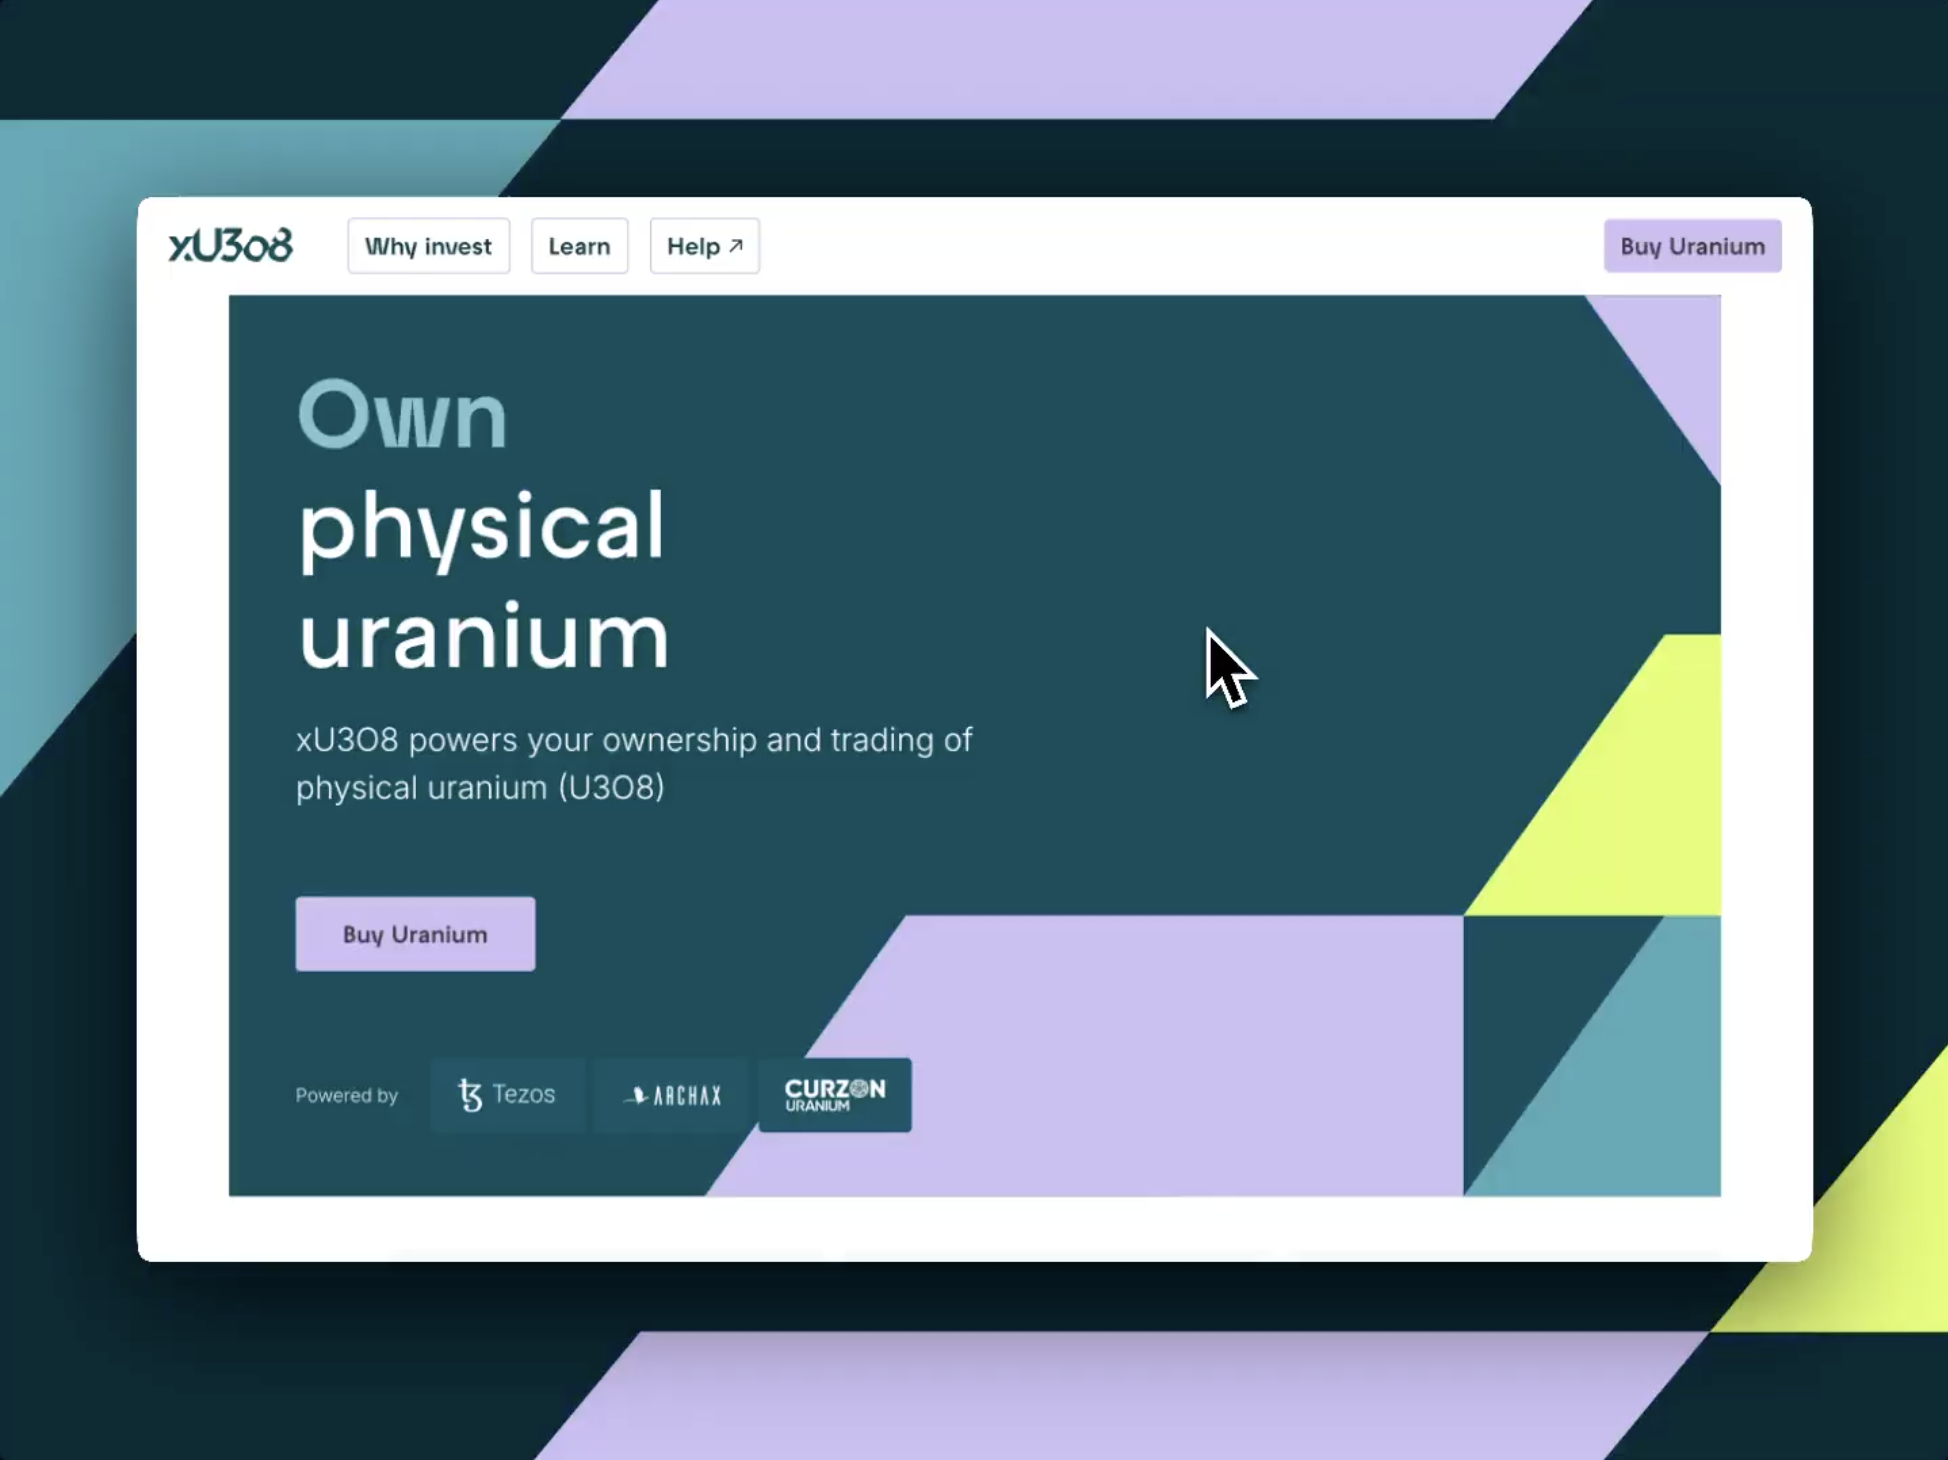 xU3o8
Why invest
Learn
Help ↗
Buy Uranium
Own
physical
uranium
xU3O8 powers your ownership and trading of
physical uranium (U3O8)
Buy Uranium
Powered by
Tezos
ARCHAX
CURZON
URANIUM